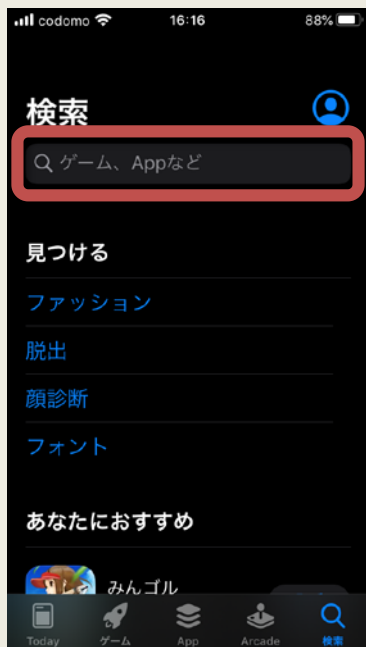 codomo 16:16 88%
検索
ゲーム、Appなど
見つける
ファッション
脱出
顔診断
フォント
あなたにおすすめ
みんゴル
Today ゲーム App Arcade 検索